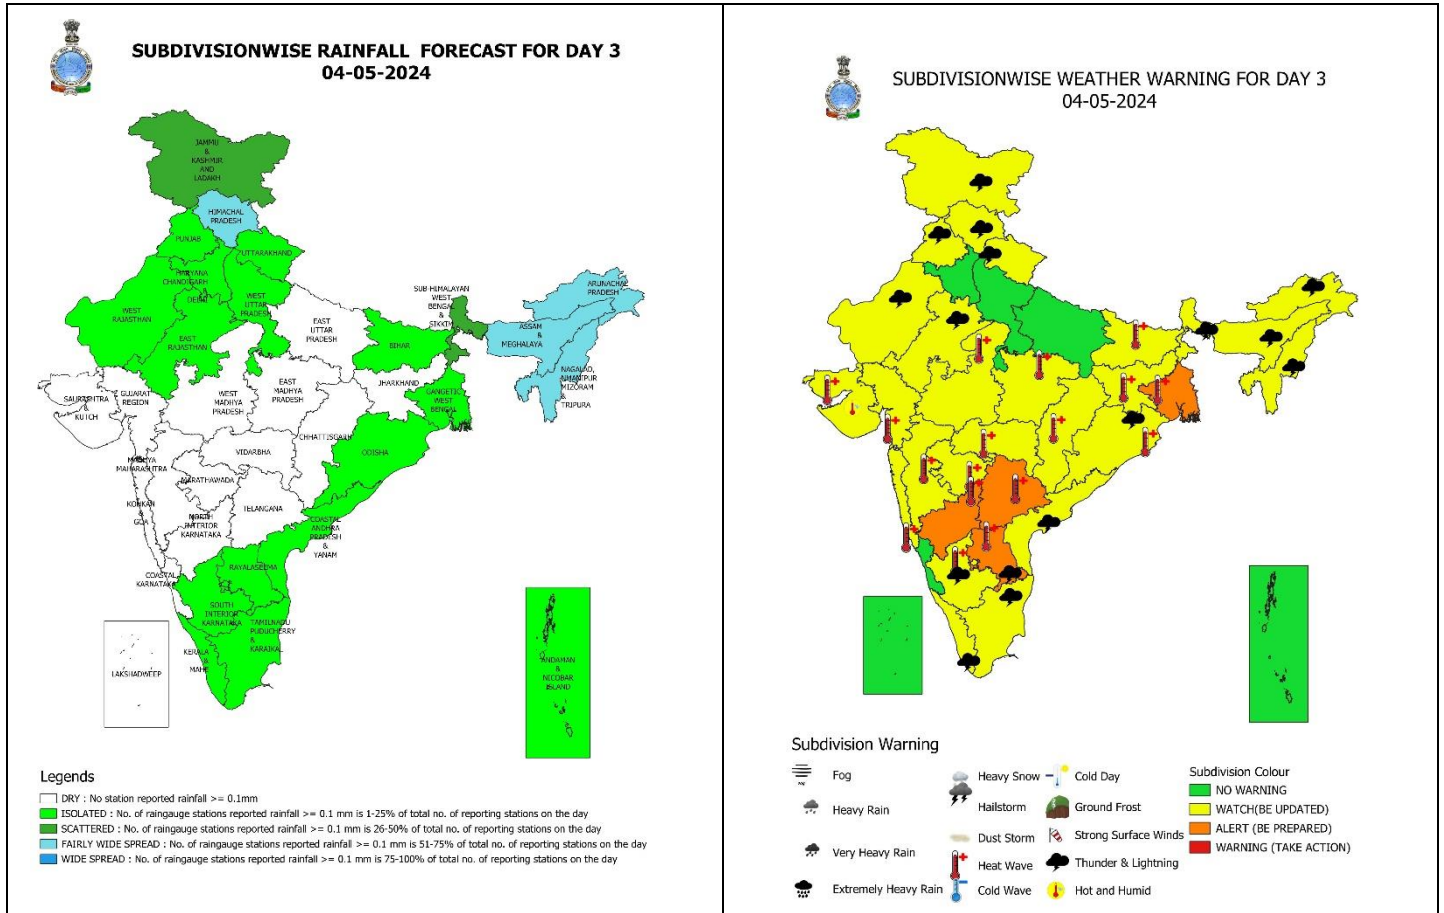 SUBDIVISIONWISE RAINFALL FORECAST FOR DAY 3
04-05-2024
JAMMU
&
KASHMIR
AND
LADAKH
HIMACHAL
PRADESH
PUNJAB
UTTARAKHAND
HARYANA
CHANDIGARH
&
DELHI
WEST
UTTAR
PRADESH
WEST
RAJASTHAN
EAST
RAJASTHAN
EAST
UTTAR
PRADESH
SUB-HIMALAYAN
WEST
BENGAL
&
SIKKIM
ARUNACHAL
PRADESH
ASSAM
&
MEGHALAYA
NAGALAD,
MANIPUR
MIZORAM
&
TRIPURA
BIHAR
JHARKHAND
GANGETIC
WEST
BENGAL
SAURASHTRA
&
KUTCH
GUJARAT
REGION
WEST
MADHYA
PRADESH
EAST
MADHYA
PRADESH
CHHATTISGARH
ODISHA
VIDARBHA
MADHYA
MAHARASHTRA
MARATHAWADA
KONKAN
&
GOA
NORTH
INTERIOR
KARNATAKA
TELANGANA
COASTAL
ANDHRA
PRADESH
&
YANAM
RAYALASEEMA
COASTAL
KARNATAKA
SOUTH
INTERIOR
KARNATAKA
TAMILNADU
PUDUCHERRY
&
KARAIKAL
KERALA
&
MAHE
LAKSHADWEEP
ANDAMAN
&
NICOBAR
ISLAND
Legends
DRY : No station reported rainfall >= 0.1mm
ISOLATED : No. of raingauge stations reported rainfall >= 0.1 mm is 1-25% of total no. of reporting stations on the day
SCATTERED : No. of raingauge stations reported rainfall >= 0.1 mm is 26-50% of total no. of reporting stations on the day
FAIRLY WIDE SPREAD : No. of raingauge stations reported rainfall >= 0.1 mm is 51-75% of total no. of reporting stations on the day
WIDE SPREAD : No. of raingauge stations reported rainfall >= 0.1 mm is 75-100% of total no. of reporting stations on the day
SUBDIVISIONWISE WEATHER WARNING FOR DAY 3
04-05-2024
Subdivision Warning
Fog
Heavy Rain
Very Heavy Rain
Extremely Heavy Rain
Heavy Snow
Hailstorm
Dust Storm
Heat Wave
Cold Wave
Cold Day
Ground Frost
Strong Surface Winds
Thunder & Lightning
Hot and Humid
Subdivision Colour
NO WARNING
WATCH(BE UPDATED)
ALERT (BE PREPARED)
WARNING (TAKE ACTION)